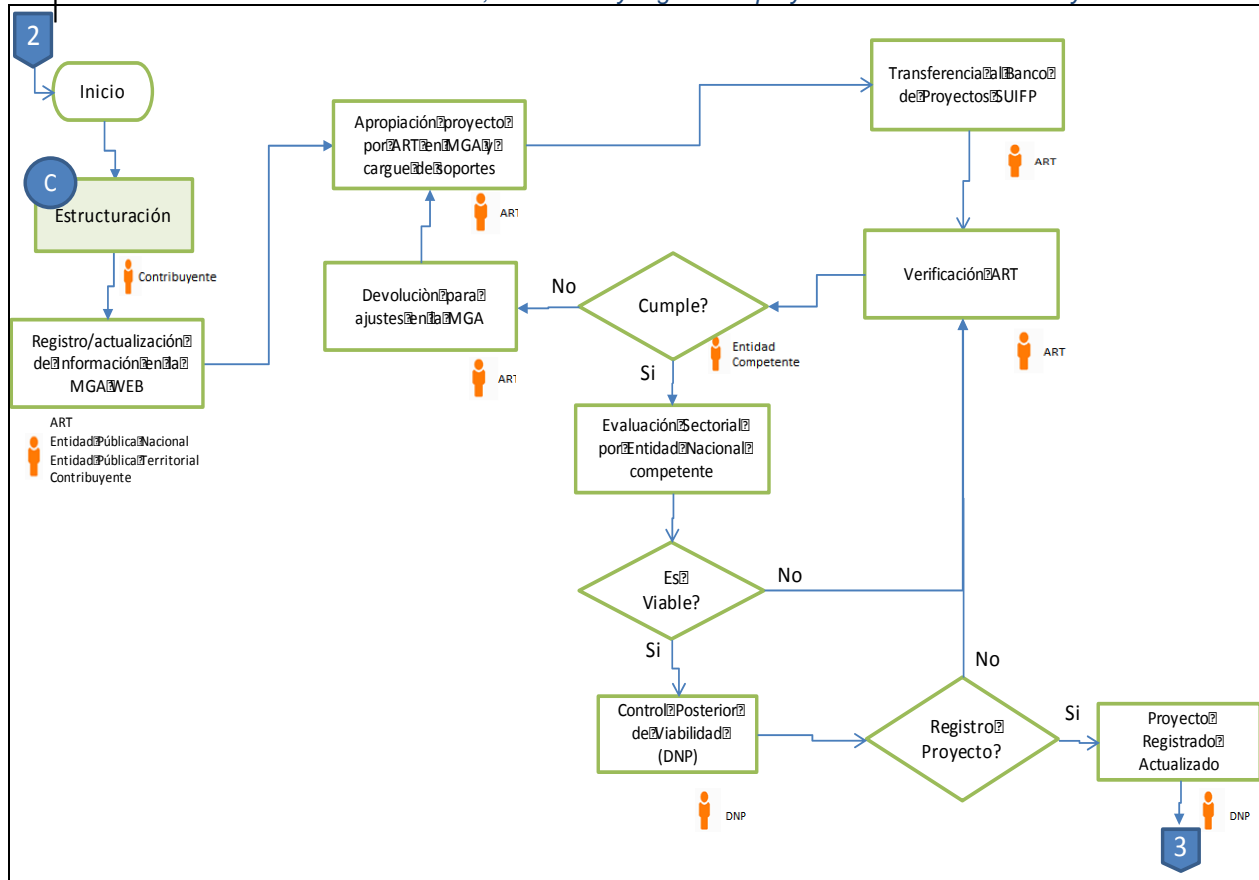 2
Inicio
C
Estructuración
Contribuyente
Registro/actualización
de información en la
MGA WEB
ART
Entidad Pública Nacional
Entidad Pública Territorial
Contribuyente
Apropiación proyecto
por ART en MGA y
cargue de soportes
ART
Transferencia al Banco
de Proyectos SUIFP
ART
Verificación ART
ART
Cumple?
Entidad
Competente
No
Devoluciòn para
ajustes en la MGA
ART
Si
Evaluación Sectorial
por Entidad Nacional
competente
Es
Viable?
No
Si
Control Posterior
de Viabilidad
(DNP)
DNP
Registro
Proyecto?
No
Si
Proyecto
Registrado
Actualizado
DNP
3